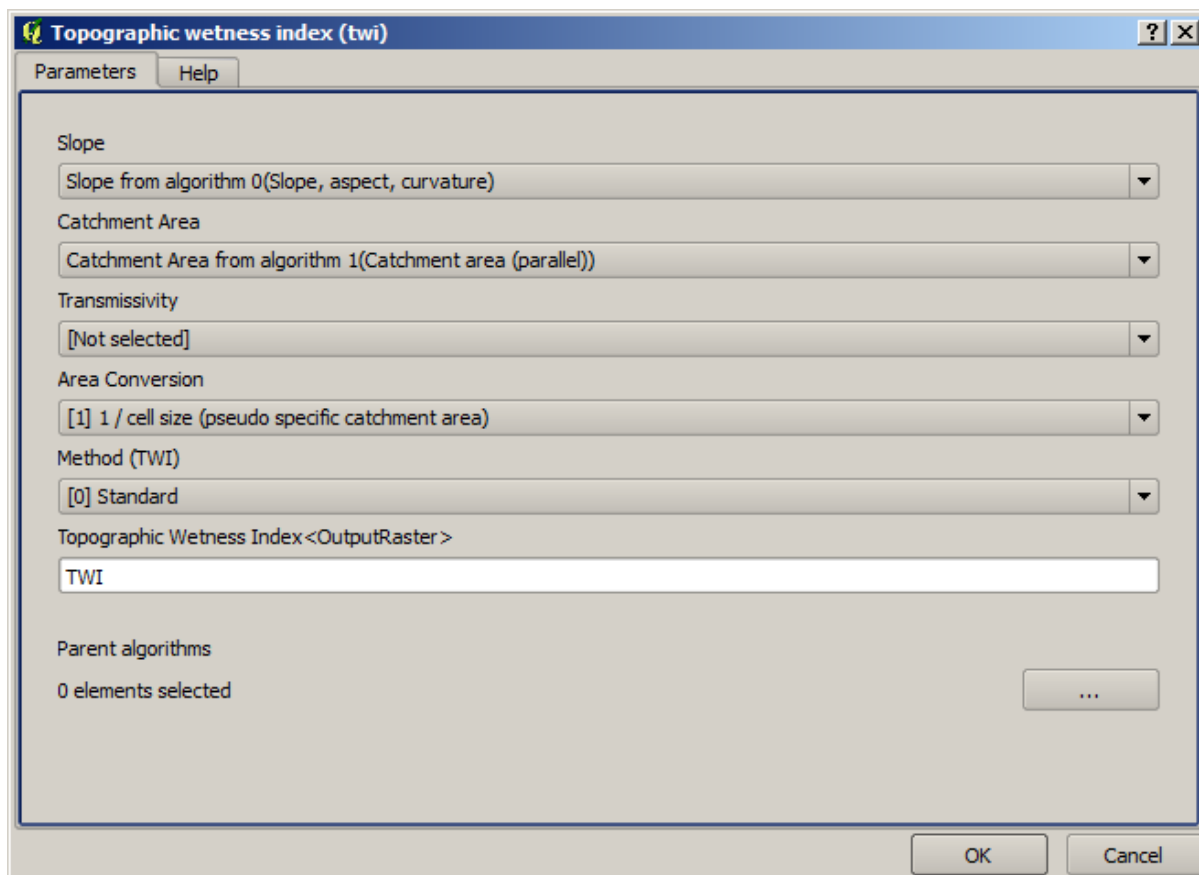 Topographic wetness index (twi)
Parameters Help
Slope
Slope from algorithm 0(Slope, aspect, curvature)
Catchment Area
Catchment Area from algorithm 1(Catchment area (parallel))
Transmissivity
[Not selected]
Area Conversion
[1] 1 / cell size (pseudo specific catchment area)
Method (TWI)
[0] Standard
Topographic Wetness Index<OutputRaster>
TWI
Parent algorithms
0 elements selected ...
OK Cancel